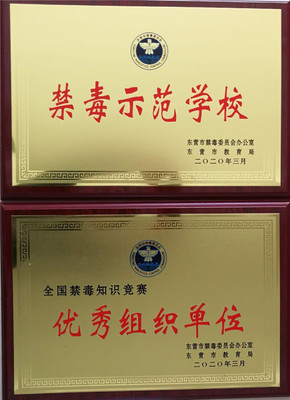 禁毒示范学校
东营市禁毒委员会办公室
东营市教育局
二〇二〇年三月
全国禁毒知识竞赛
优秀组织单位
东营市禁毒委员会办公室
东营市教育局
二〇二〇年三月